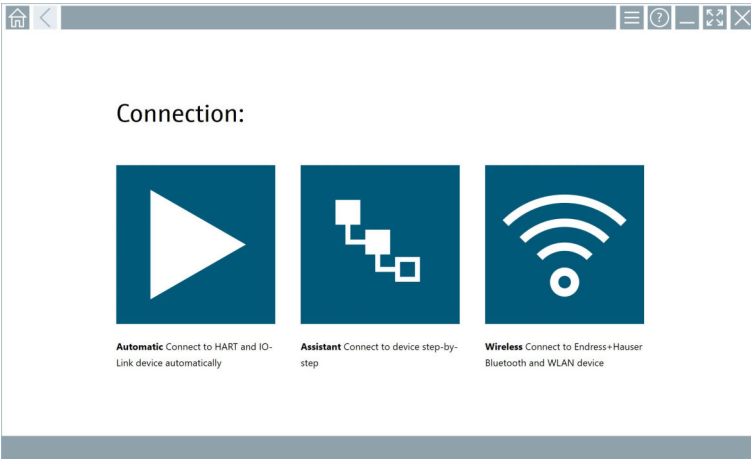 ?
Connection:
Automatic Connect to HART and IO-
Link device automatically
Assistant Connect to device step-by-
step
Wireless Connect to Endress+Hauser
Bluetooth and WLAN device